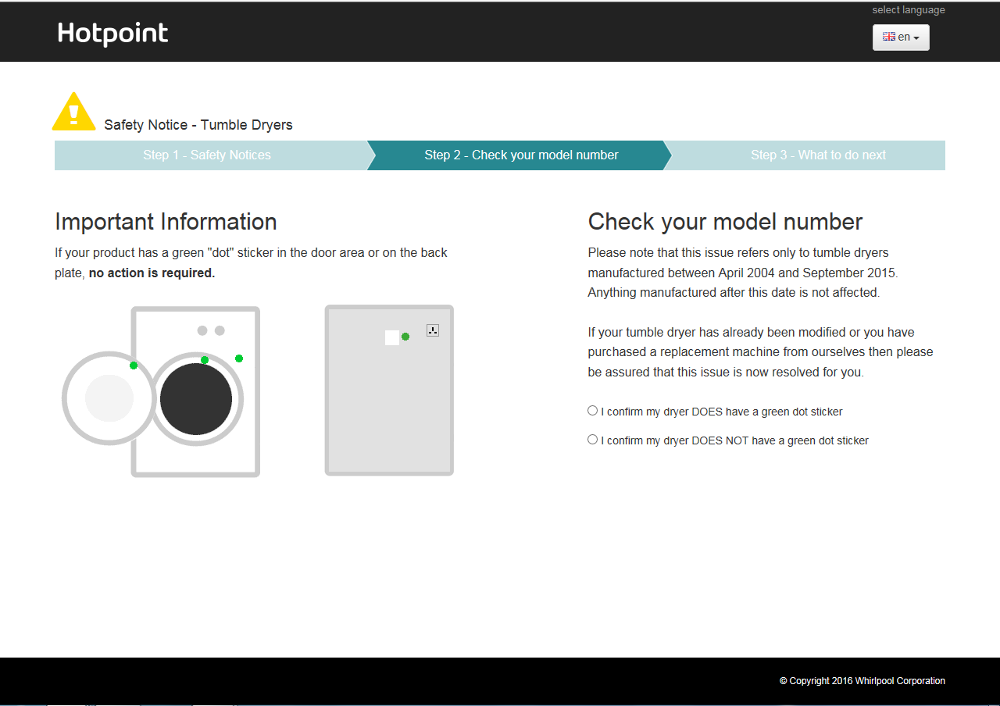 select language
Hotpoint
en
Safety Notice - Tumble Dryers
Step 1 - Safety Notices
Step 2 - Check your model number
Step 3 - What to do next
Important Information
If your product has a green "dot" sticker in the door area or on the back
plate, no action is required.
Check your model number
Please note that this issue refers only to tumble dryers
manufactured between April 2004 and September 2015.
Anything manufactured after this date is not affected.
If your tumble dryer has already been modified or you have
purchased a replacement machine from ourselves then please
be assured that this issue is now resolved for you.
I confirm my dryer DOES have a green dot sticker
I confirm my dryer DOES NOT have a green dot sticker
© Copyright 2016 Whirlpool Corporation